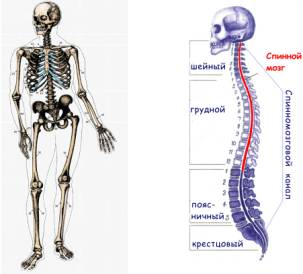 Спинной
мозг
шейный
грудной
Спинномозговой канал
пояс-
ничный
крестцовый